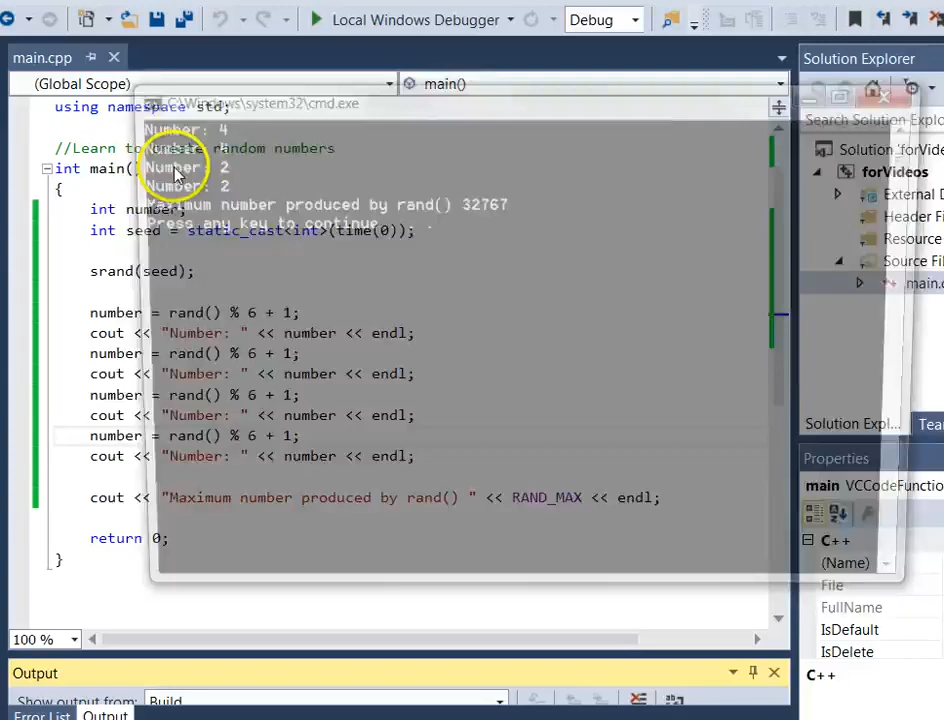 Local Windows Debugger
Debug
main.cpp
Solution Explorer
(Global Scope)
main()
C:\Windows\system32\cmd.exe
using namespace std;
Search Solution Explo
Number: 4
//Learn to create random numbers
Number:
Solution 'forVideos
int main()
Number: 2
forVideos
{
Number: 2
External D
int number;
Maximum number produced by rand() 32767
Header F
Press any key to continue . . .
int seed = static_cast<int>(time(0));
Resource
Source Fi
srand(seed);
main.c
number = rand() % 6 + 1;
cout << "Number: " << number << endl;
number = rand() % 6 + 1;
cout << "Number: " << number << endl;
number = rand() % 6 + 1;
cout << "Number: " << number << endl;
Solution Expl...
Tea
number = rand() % 6 + 1;
cout << "Number: " << number << endl;
Properties
main VCCodeFunctio
cout << "Maximum number produced by rand() " << RAND_MAX << endl;
return 0;
C++
}
(Name)
File
FullName
IsDefault
100 %
IsDelete
Output
C++
Show output from:
Build
Error List
Output